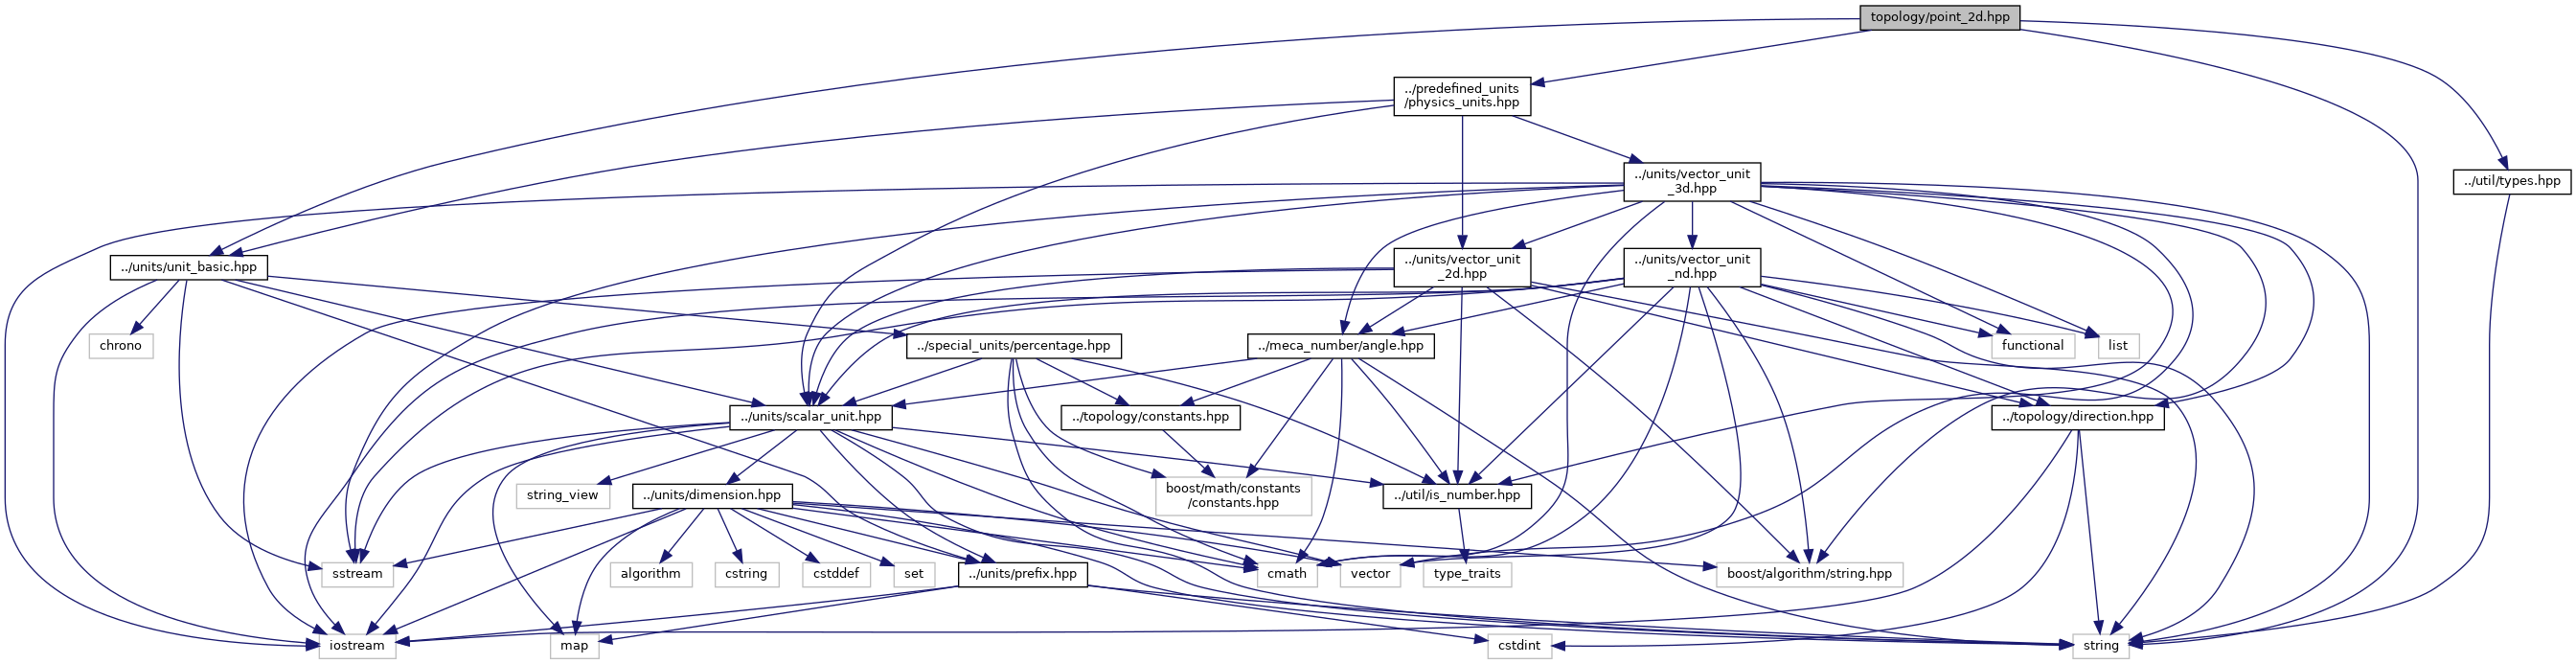 topology/point_2d.hpp
../predefined_units
/physics_units.hpp
../units/vector_unit
_3d.hpp
../util/types.hpp
../units/unit_basic.hpp
../units/vector_unit
_2d.hpp
../units/vector_unit
_nd.hpp
chrono
../special_units/percentage.hpp
../meca_number/angle.hpp
functional
list
../units/scalar_unit.hpp
../topology/constants.hpp
../topology/direction.hpp
string_view
../units/dimension.hpp
boost/math/constants
/constants.hpp
../util/is_number.hpp
sstream
algorithm
cstring
cstddef
set
../units/prefix.hpp
cmath
vector
type_traits
boost/algorithm/string.hpp
iostream
map
cstdint
string